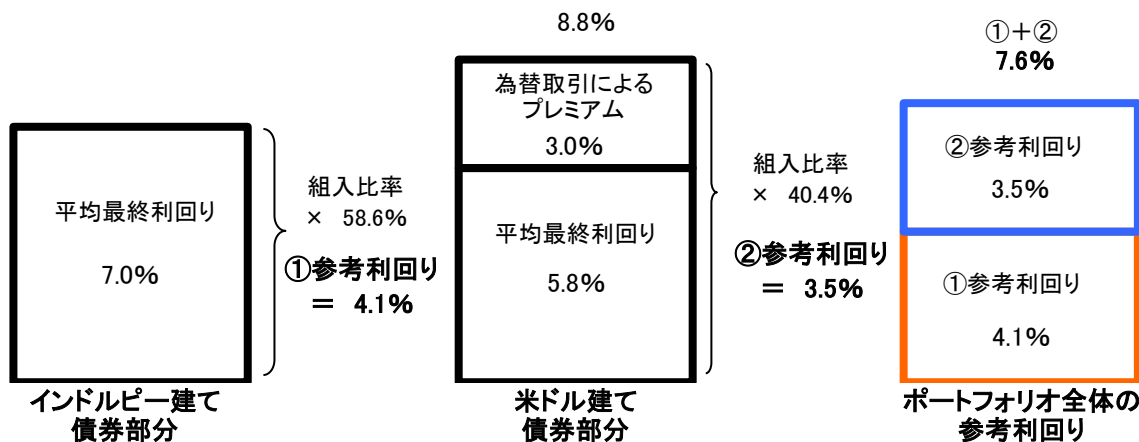 平均最終利回り
7.0%
インドルピー建て
債券部分
組入比率
× 58.6%
①参考利回り
= 4.1%
8.8%
為替取引による
プレミアム
3.0%
平均最終利回り
5.8%
米ドル建て
債券部分
組入比率
× 40.4%
②参考利回り
= 3.5%
①+②
7.6%
②参考利回り
3.5%
①参考利回り
4.1%
ポートフォリオ全体の
参考利回り